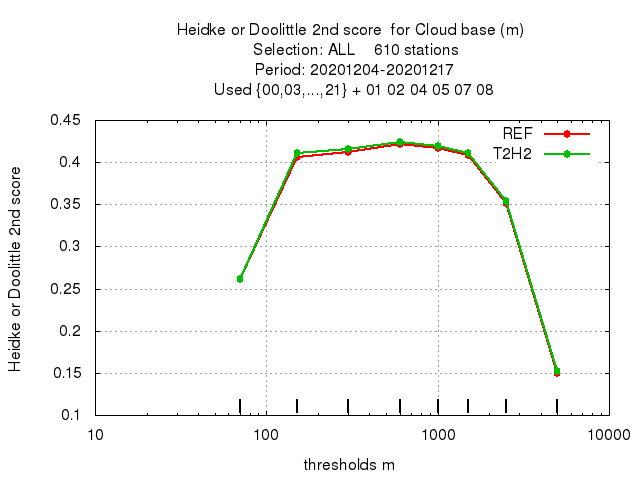 Heidke or Doolittle 2nd score  for Cloud base (m)
Selection: ALL    610 stations
Period: 20201204-20201217
Used {00,03,...,21} + 01 02 04 05 07 08
REF
T2H2
0.45
0.4
0.35
0.3
0.25
0.2
0.15
0.1
Heidke or Doolittle 2nd score
10
100
1000
10000
thresholds m